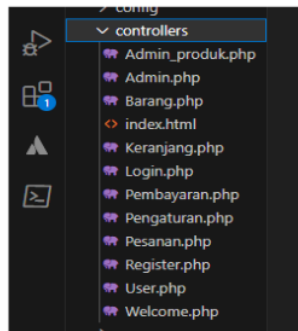 config
controllers
Admin_produk.php
Admin.php
Barang.php
index.html
Keranjang.php
Login.php
Pembayaran.php
Pengaturan.php
Pesanan.php
Register.php
User.php
Welcome.php
1